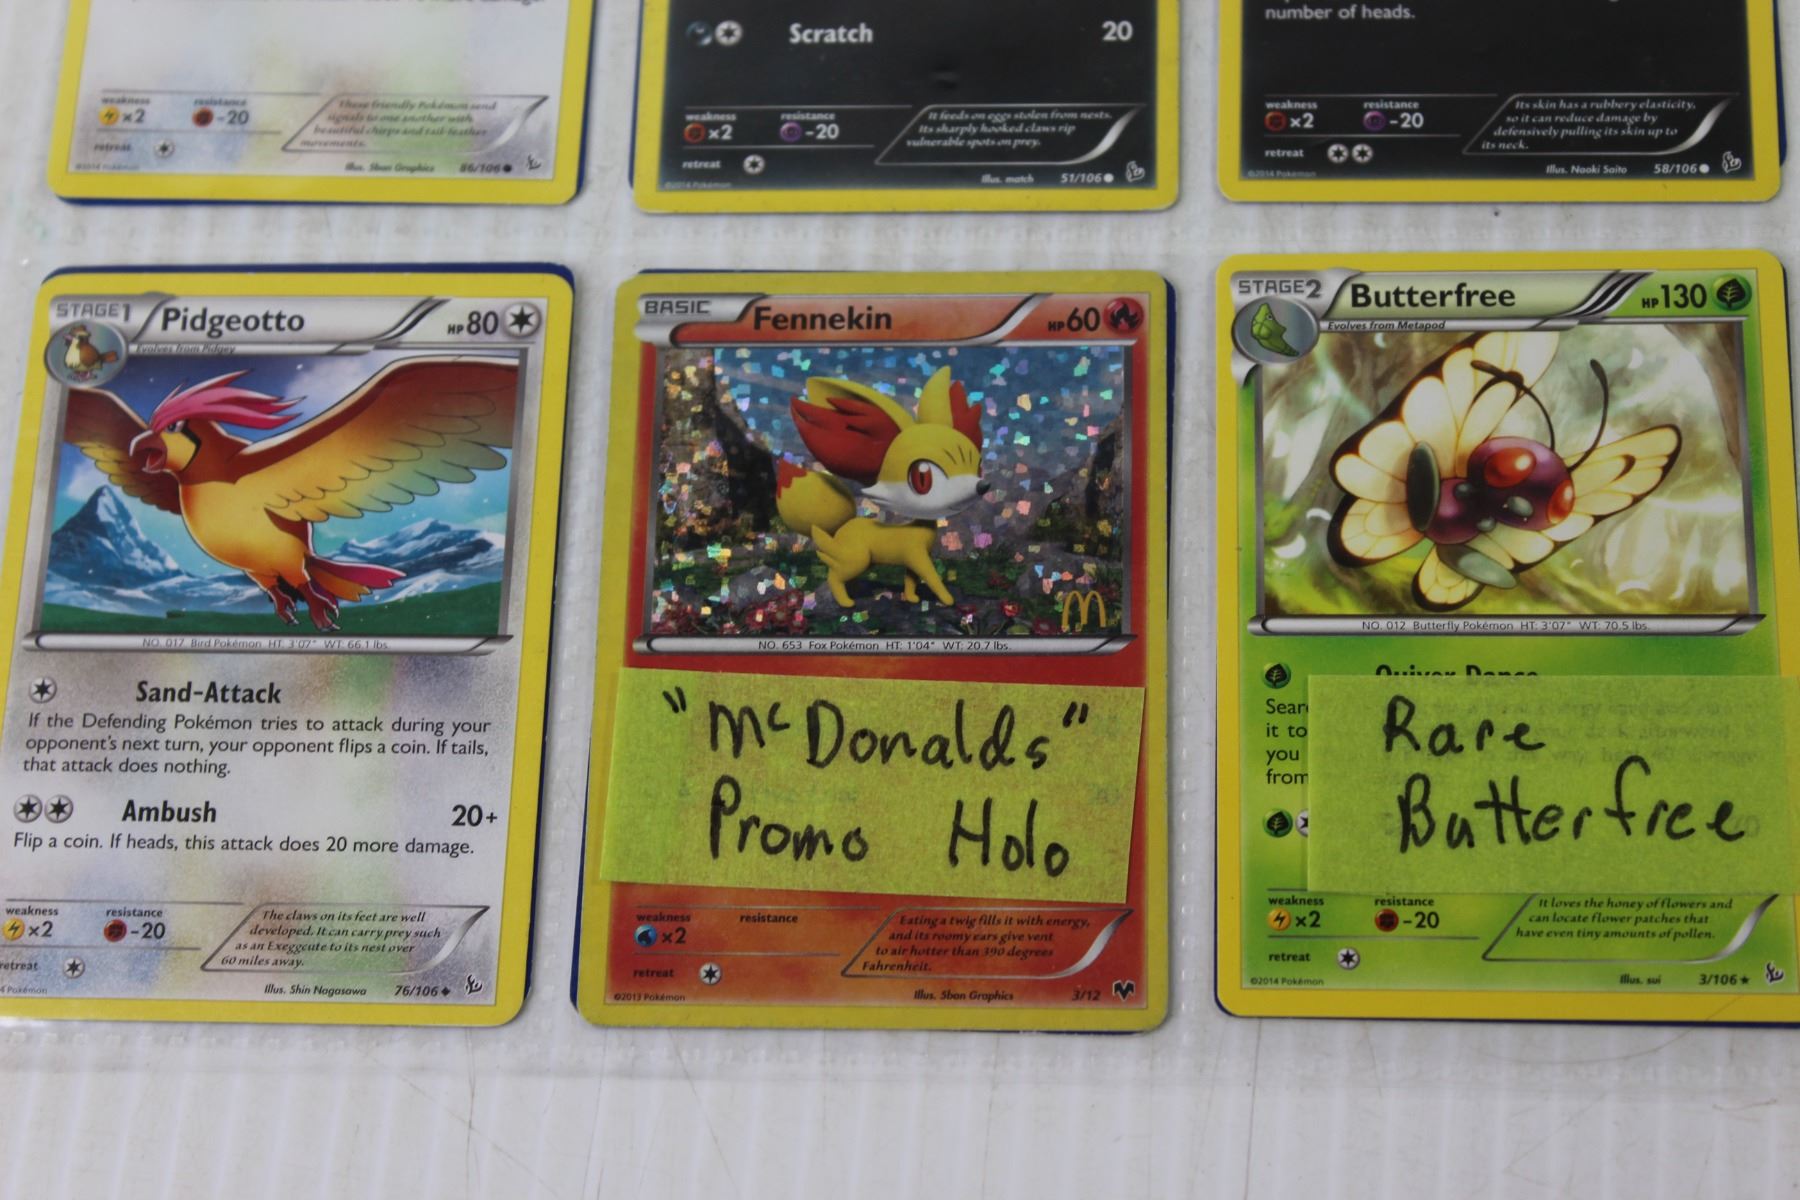 number of heads.
Scratch 20
weakness resistance
×2 -20
These friendly Pokémon send
signals to one another with
beautiful chirps and tail-feather
movements.
retreat
©2014 Pokémon Illus. 5ban Graphics 86/106
weakness resistance
×2 -20
It feeds on eggs stolen from nests.
Its sharply hooked claws rip
vulnerable spots on prey.
retreat
©2014 Pokémon Illus. match 51/106
weakness resistance
×2 -20
Its skin has a rubbery elasticity,
so it can reduce damage by
defensively pulling its skin up to
its neck.
retreat
©2014 Pokémon Illus. Naoki Saito 58/106
STAGE1 Pidgeotto HP80
Evolves from Pidgey
NO. 017 Bird Pokémon HT: 3'07" WT: 66.1 lbs.
Sand-Attack
If the Defending Pokémon tries to attack during your
opponent's next turn, your opponent flips a coin. If tails,
that attack does nothing.
Ambush 20+
Flip a coin. If heads, this attack does 20 more damage.
weakness resistance
×2 -20
The claws on its feet are well
developed. It can carry prey such
as an Exeggcute to its nest over
60 miles away.
retreat
4 Pokémon Illus. Shin Nagasawa 76/106
BASIC Fennekin HP60
M
NO. 653 Fox Pokémon HT: 1'04" WT: 20.7 lbs.
"McDonalds"
Promo Holo
weakness resistance
×2
Eating a twig fills it with energy,
and its roomy ears give vent
to air hotter than 390 degrees
Fahrenheit.
retreat
©2013 Pokémon Illus. 5ban Graphics 3/12
STAGE2 Butterfree HP130
Evolves from Metapod
NO. 012 Butterfly Pokémon HT: 3'07" WT: 70.5 lbs.
Quiver Dance
Sear
it to
you
from
Rare
Butterfree
weakness resistance
×2 -20
It loves the honey of flowers and
can locate flower patches that
have even tiny amounts of pollen.
retreat
©2014 Pokémon Illus. sui 3/106